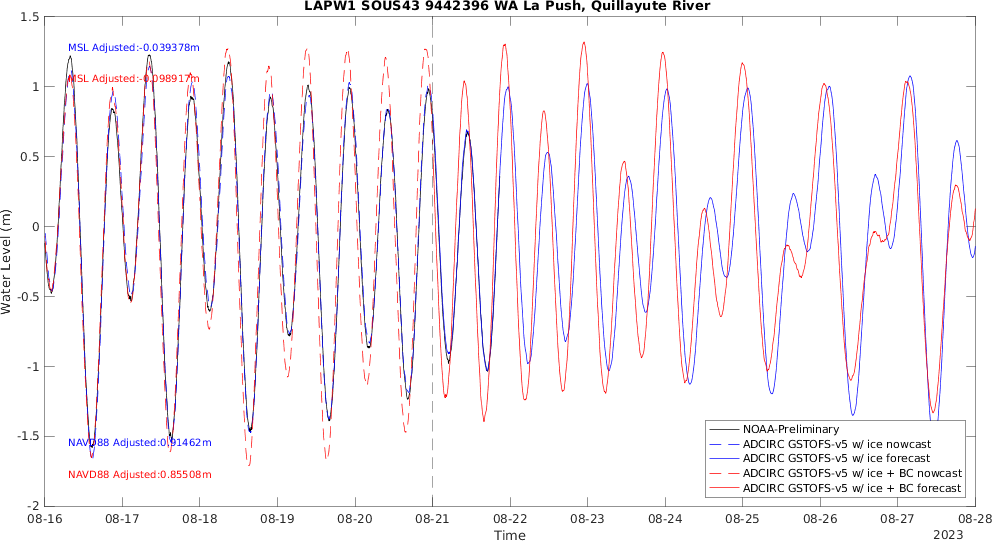 LAPW1 SOUS43 9442396 WA La Push, Quillayute River
1.5
1
0.5
0
-0.5
-1
-1.5
-2
Water Level (m)
MSL Adjusted:-0.039378m
MSL Adjusted:-0.098917m
NAVD88 Adjusted:0.91462m
NAVD88 Adjusted:0.85508m
NOAA-Preliminary
ADCIRC GSTOFS-v5 w/ ice nowcast
ADCIRC GSTOFS-v5 w/ ice forecast
ADCIRC GSTOFS-v5 w/ ice + BC nowcast
ADCIRC GSTOFS-v5 w/ ice + BC forecast
08-16 08-17 08-18 08-19 08-20 08-21 08-22 08-23 08-24 08-25 08-26 08-27 08-28
Time
2023